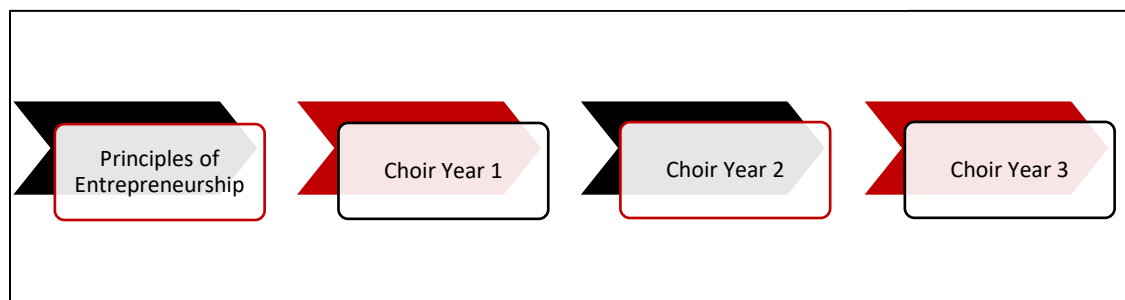 Principles of
Entrepreneurship
Choir Year 1
Choir Year 2
Choir Year 3